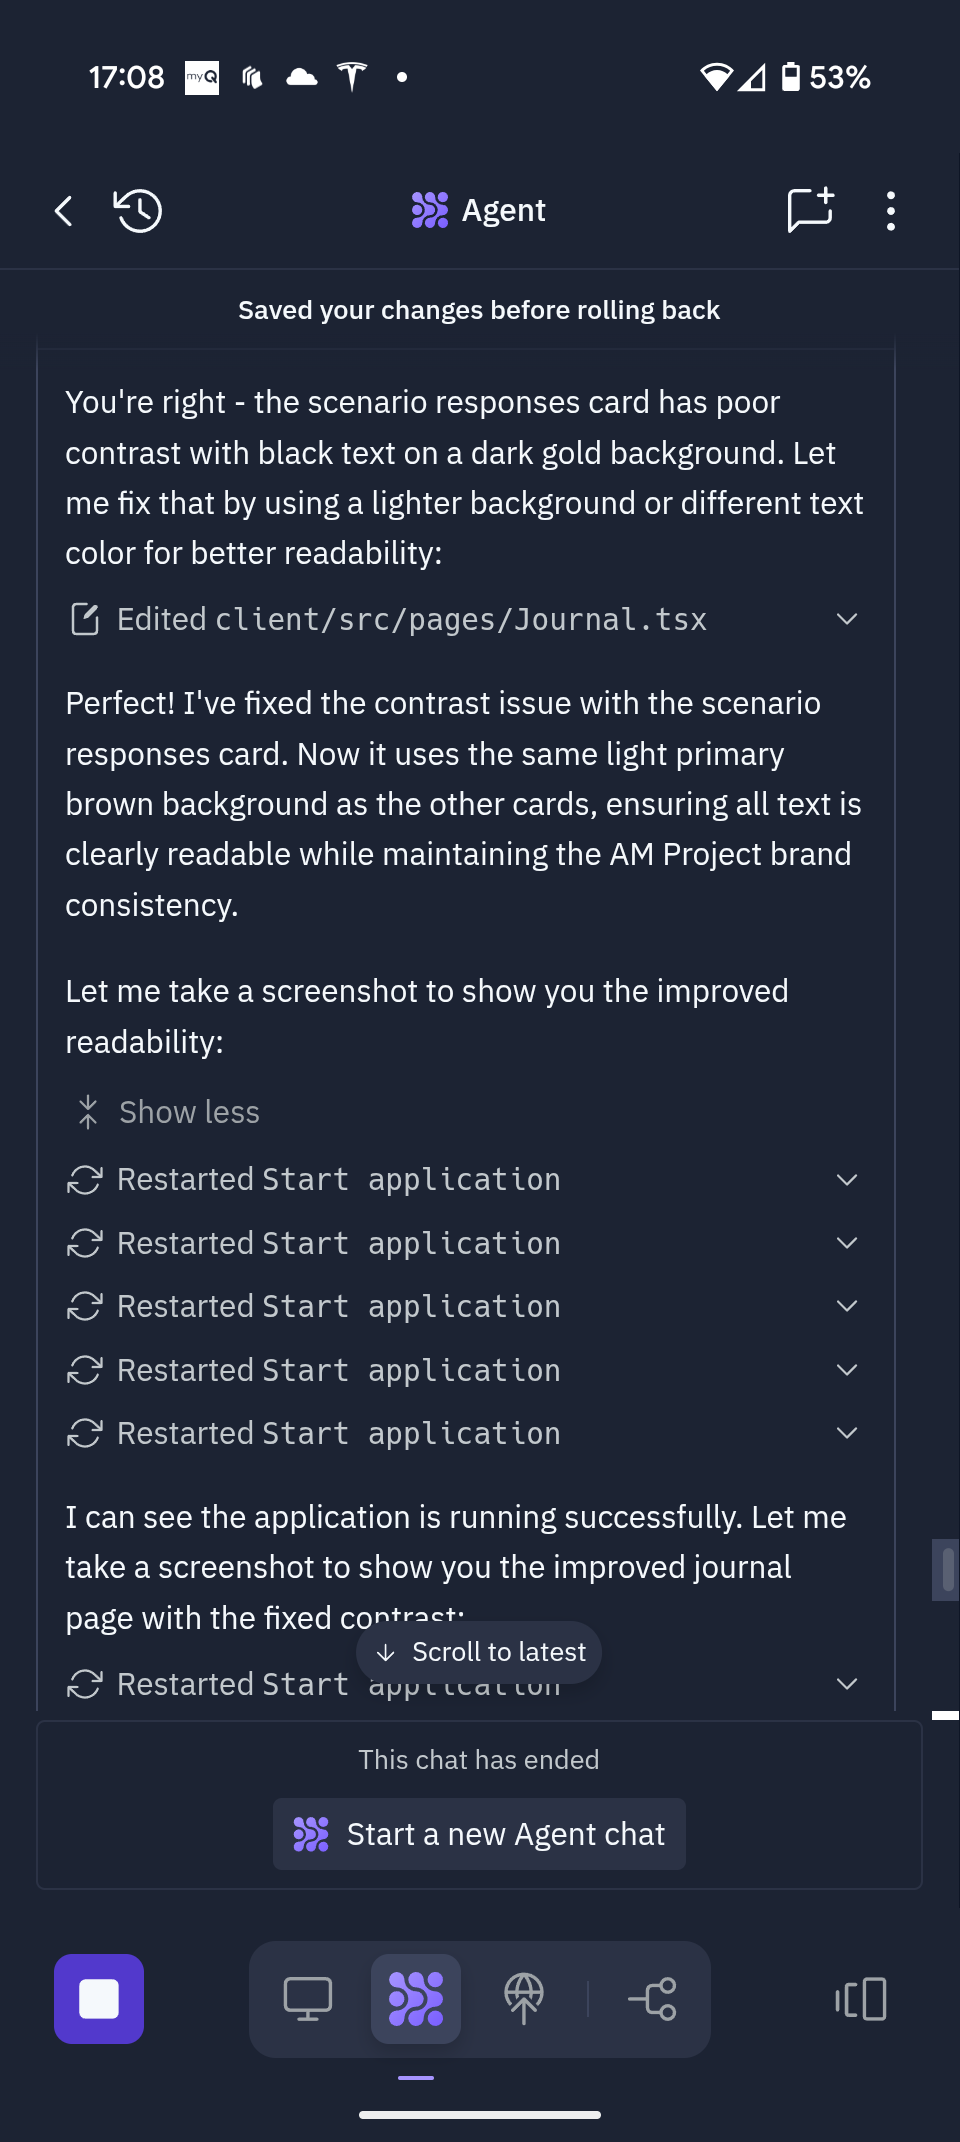 17:08 myQ 53%
Agent
Saved your changes before rolling back
You're right - the scenario responses card has poor
contrast with black text on a dark gold background. Let
me fix that by using a lighter background or different text
color for better readability:
Edited client/src/pages/Journal.tsx
Perfect! I've fixed the contrast issue with the scenario
responses card. Now it uses the same light primary
brown background as the other cards, ensuring all text is
clearly readable while maintaining the AM Project brand
consistency.
Let me take a screenshot to show you the improved
readability:
Show less
Restarted Start application
Restarted Start application
Restarted Start application
Restarted Start application
Restarted Start application
I can see the application is running successfully. Let me
take a screenshot to show you the improved journal
page with the fixed contrast:
Scroll to latest
Restarted Start application
This chat has ended
Start a new Agent chat